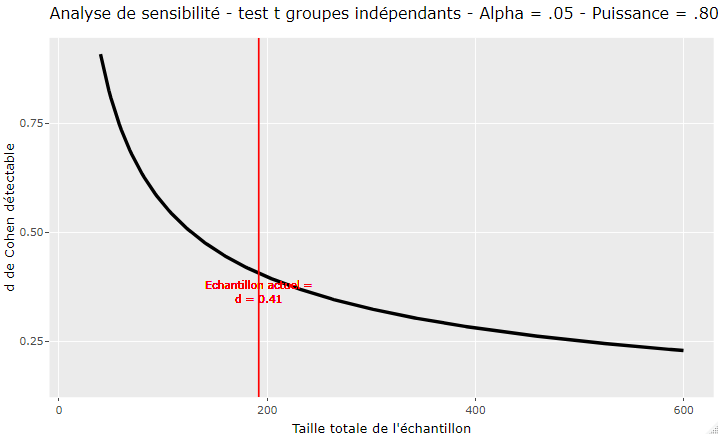 Analyse de sensibilité - test t groupes indépendants - Alpha = .05 - Puissance = .80
d de Cohen détectable
0.75
0.50
0.25
Echantillon actuel =
d = 0.41
0
200
400
600
Taille totale de l'échantillon